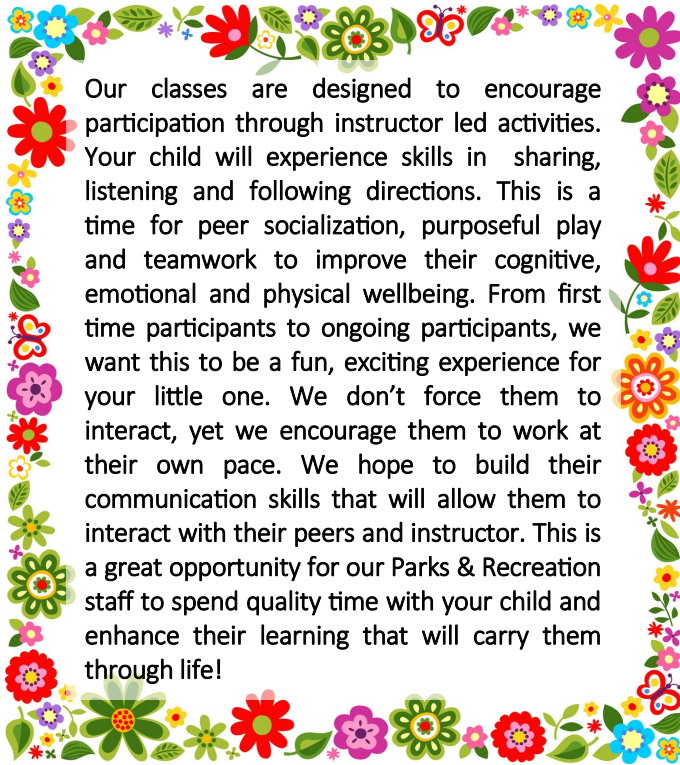 Our classes are designed to encourage
participation through instructor led activities.
Your child will experience skills in sharing,
listening and following directions. This is a
time for peer socialization, purposeful play
and teamwork to improve their cognitive,
emotional and physical wellbeing. From first
time participants to ongoing participants, we
want this to be a fun, exciting experience for
your little one. We don’t force them to
interact, yet we encourage them to work at
their own pace. We hope to build their
communication skills that will allow them to
interact with their peers and instructor. This is
a great opportunity for our Parks & Recreation
staff to spend quality time with your child and
enhance their learning that will carry them
through life!